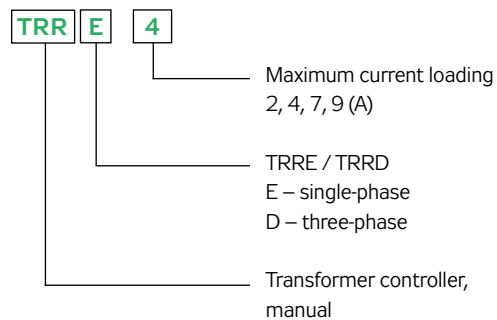 TRR E 4
Maximum current loading
2, 4, 7, 9 (A)
TRRE / TRRD
E – single-phase
D – three-phase
Transformer controller,
manual